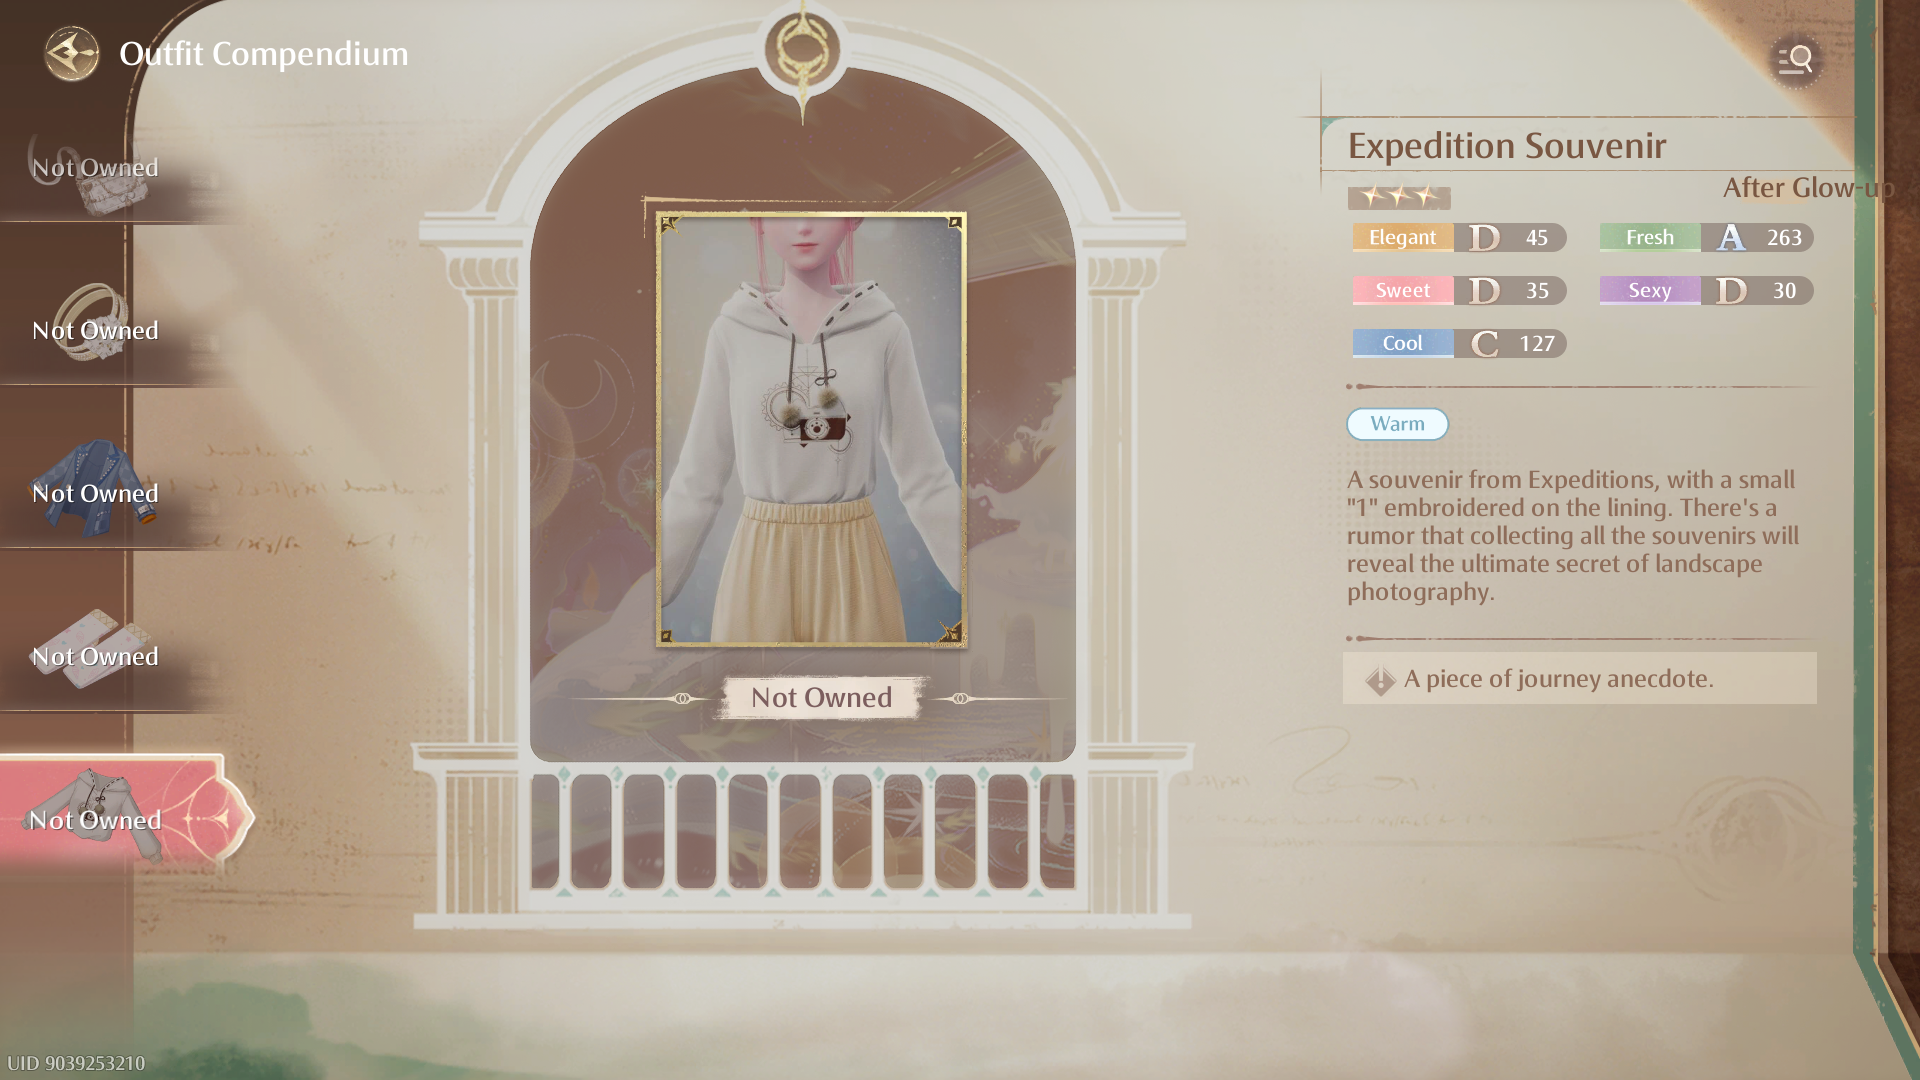 Outfit Compendium
Not Owned
Not Owned
Not Owned
Not Owned
Not Owned
Not Owned
Expedition Souvenir
After Glow-up
Elegant D 45
Fresh A 263
Sweet D 35
Sexy D 30
Cool C 127
Warm
A souvenir from Expeditions, with a small
"1" embroidered on the lining. There's a
rumor that collecting all the souvenirs will
reveal the ultimate secret of landscape
photography.
A piece of journey anecdote.
UID 9039253210